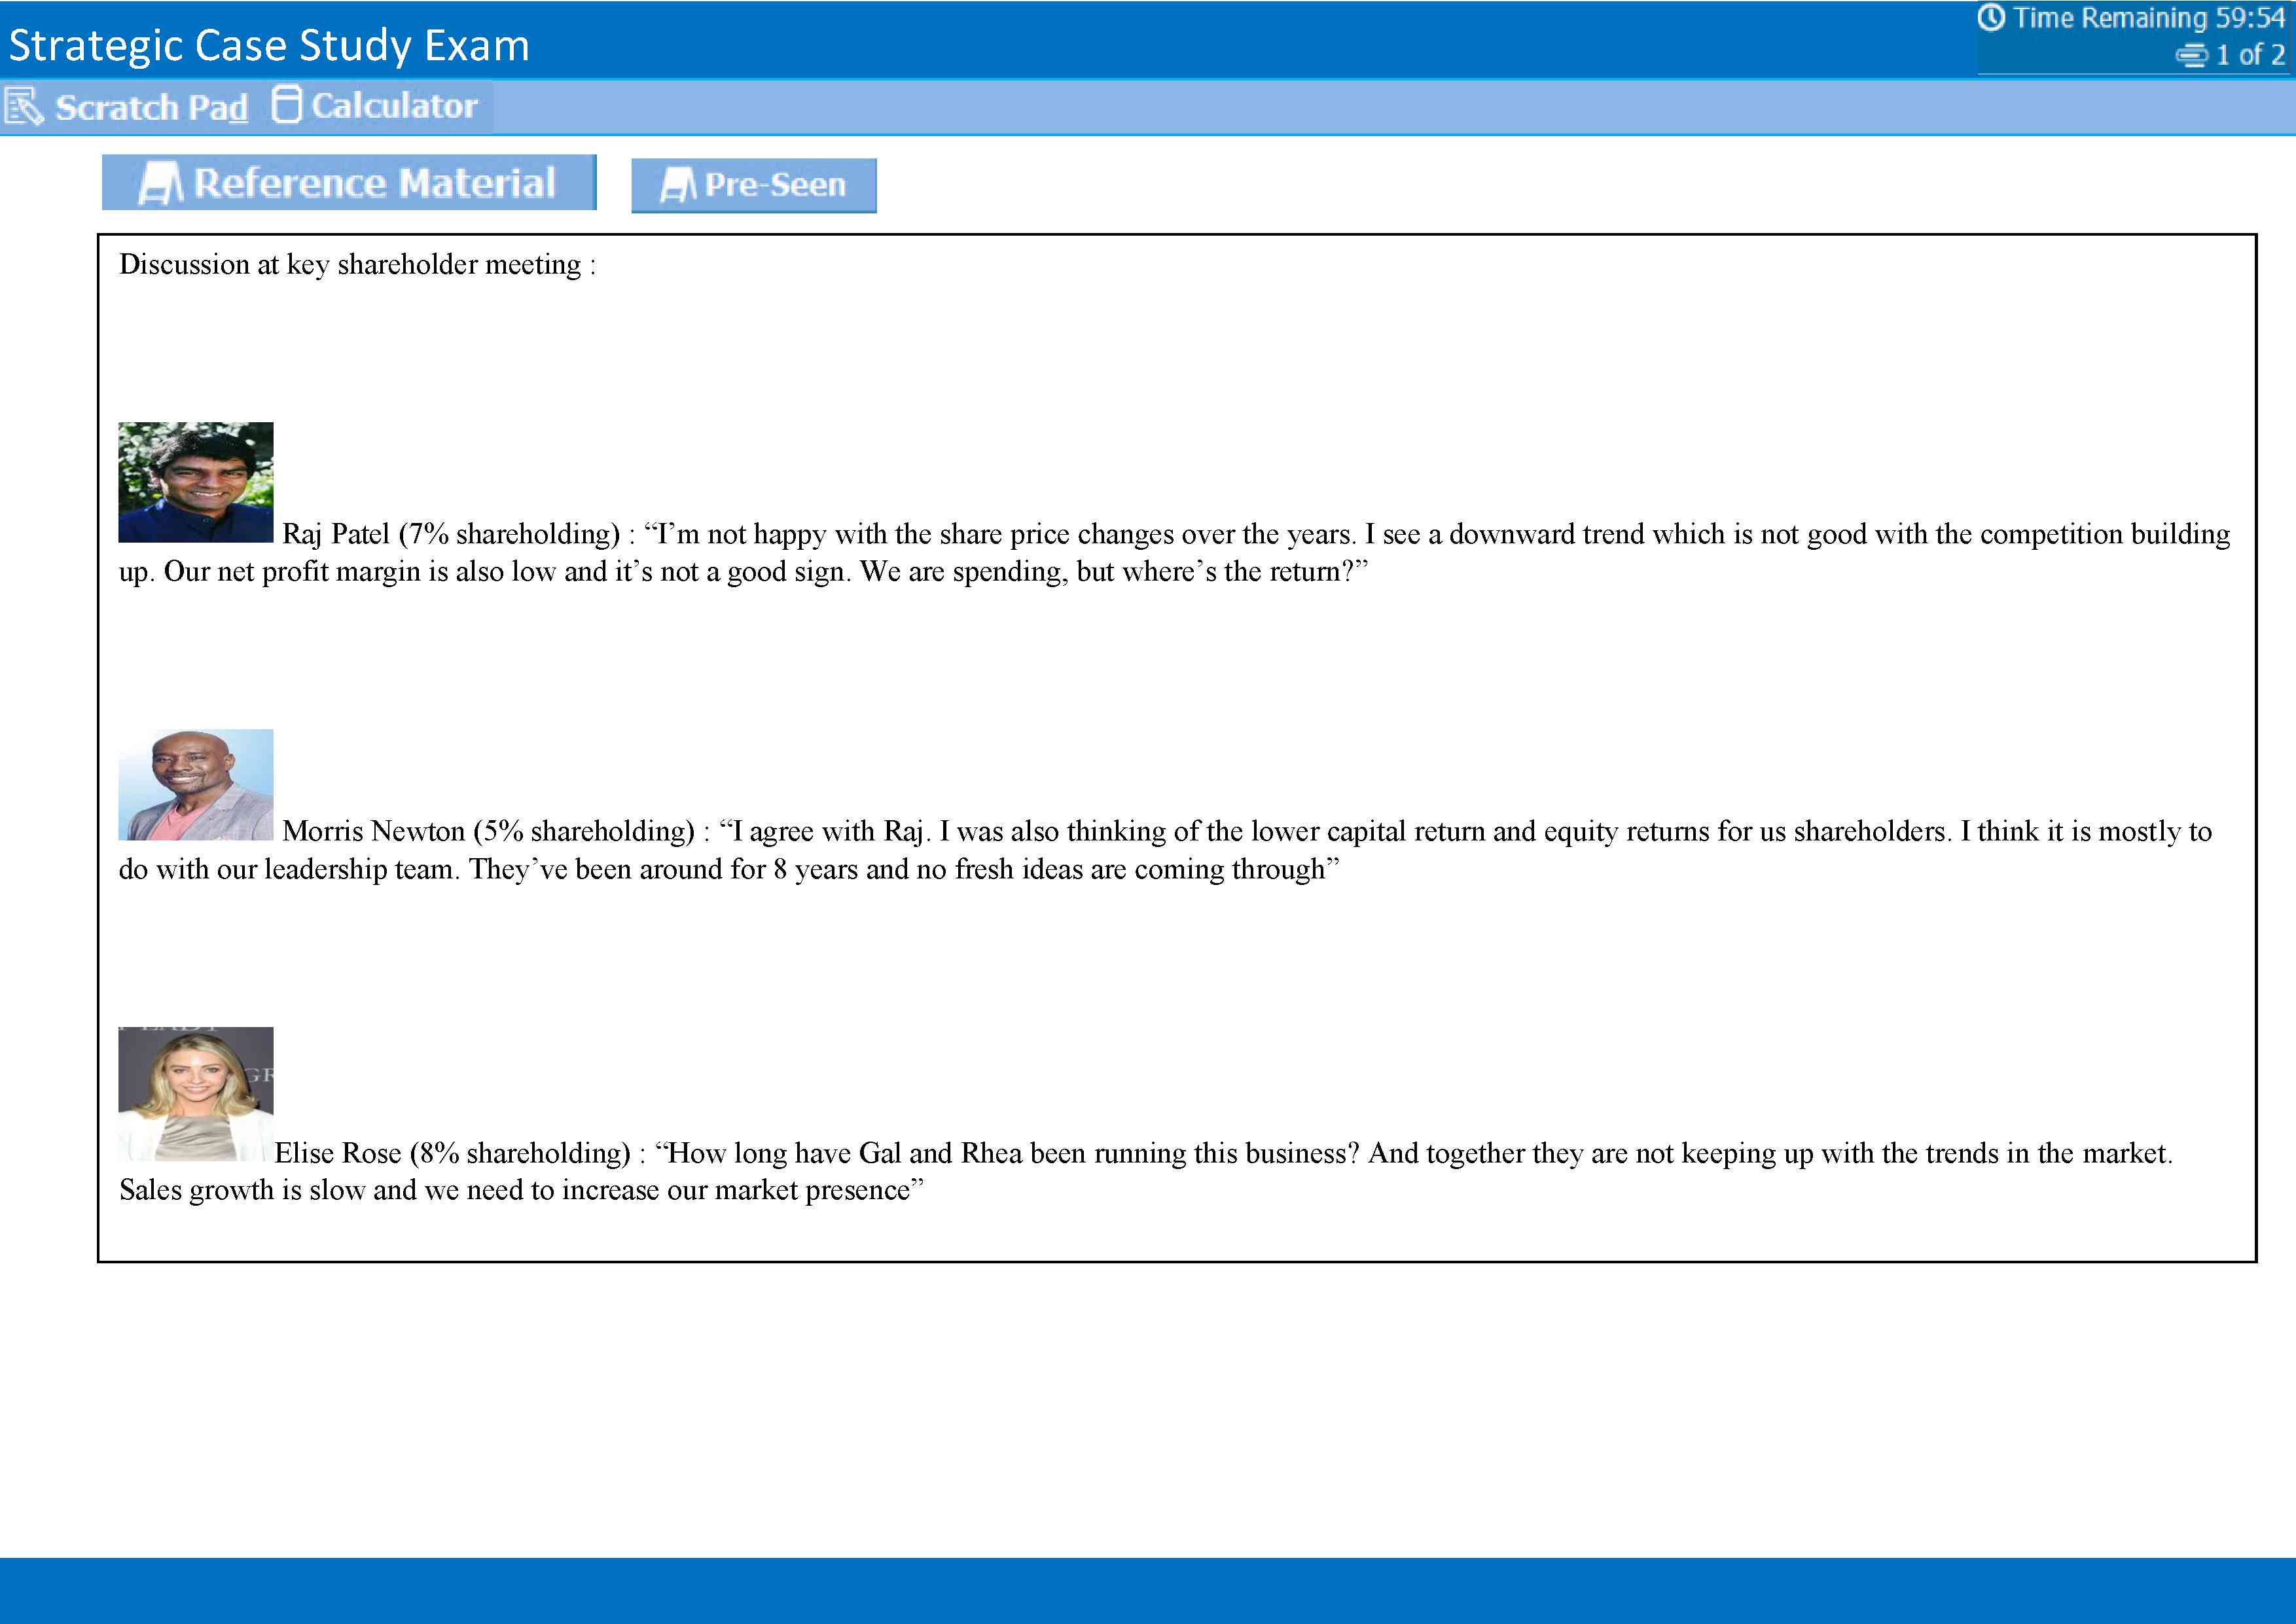 Strategic Case Study Exam
Time Remaining 59:54
1 of 2
Scratch Pad Calculator
Reference Material Pre-Seen
Discussion at key shareholder meeting :
Raj Patel (7% shareholding) : “I’m not happy with the share price changes over the years. I see a downward trend which is not good with the competition building
up. Our net profit margin is also low and it’s not a good sign. We are spending, but where’s the return?”
Morris Newton (5% shareholding) : “I agree with Raj. I was also thinking of the lower capital return and equity returns for us shareholders. I think it is mostly to
do with our leadership team. They’ve been around for 8 years and no fresh ideas are coming through”
Elise Rose (8% shareholding) : “How long have Gal and Rhea been running this business? And together they are not keeping up with the trends in the market.
Sales growth is slow and we need to increase our market presence”